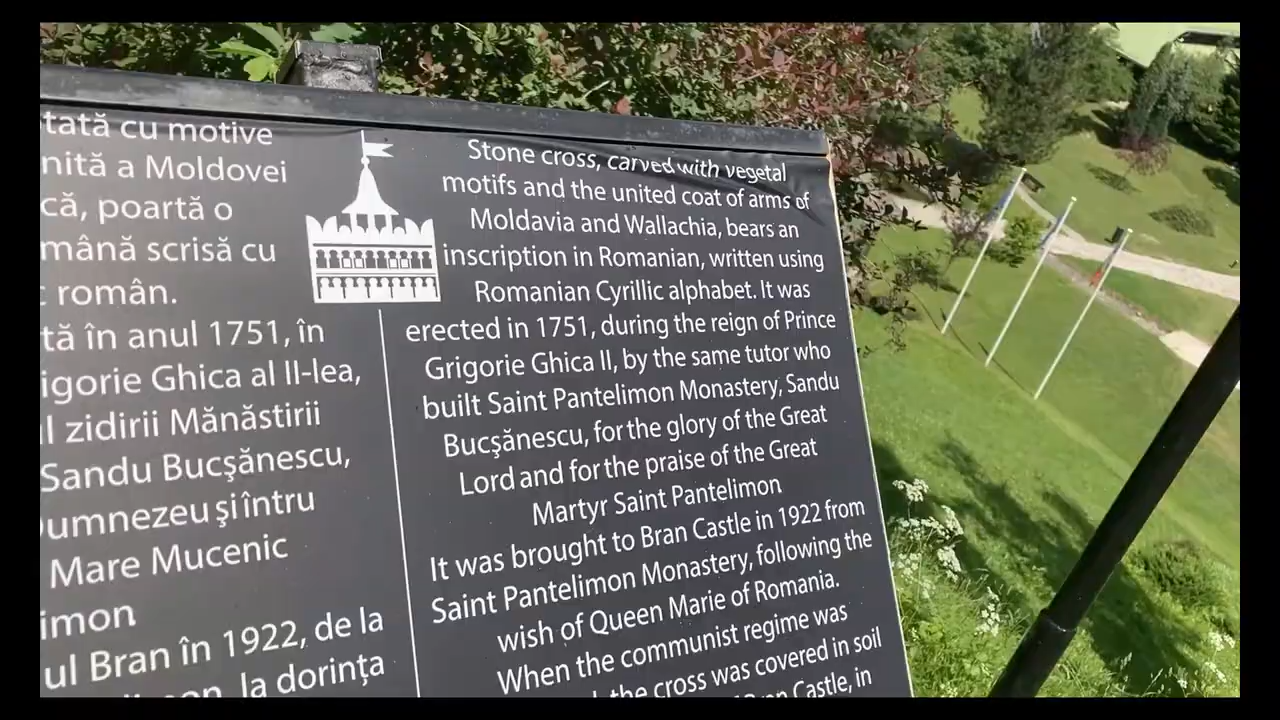 tată cu motive
nită a Moldovei
că, poartă o
mână scrisă cu
român.
tă în anul 1751, în
igorie Ghica al II-lea,
l zidirii Mănăstirii
Sandu Bucşănescu,
umnezeu şi întru
Mare Mucenic
imon
ul Bran în 1922, de la
la dorința
Stone cross, carved with vegetal
motifs and the united coat of arms of
Moldavia and Wallachia, bears an
inscription in Romanian, written using
Romanian Cyrillic alphabet. It was
erected in 1751, during the reign of Prince
Grigorie Ghica II, by the same tutor who
built Saint Pantelimon Monastery, Sandu
Bucşănescu, for the glory of the Great
Lord and for the praise of the Great
Martyr Saint Pantelimon
It was brought to Bran Castle in 1922 from
Saint Pantelimon Monastery, following the
wish of Queen Marie of Romania.
When the communist regime was
the cross was covered in soil
Bran Castle, in